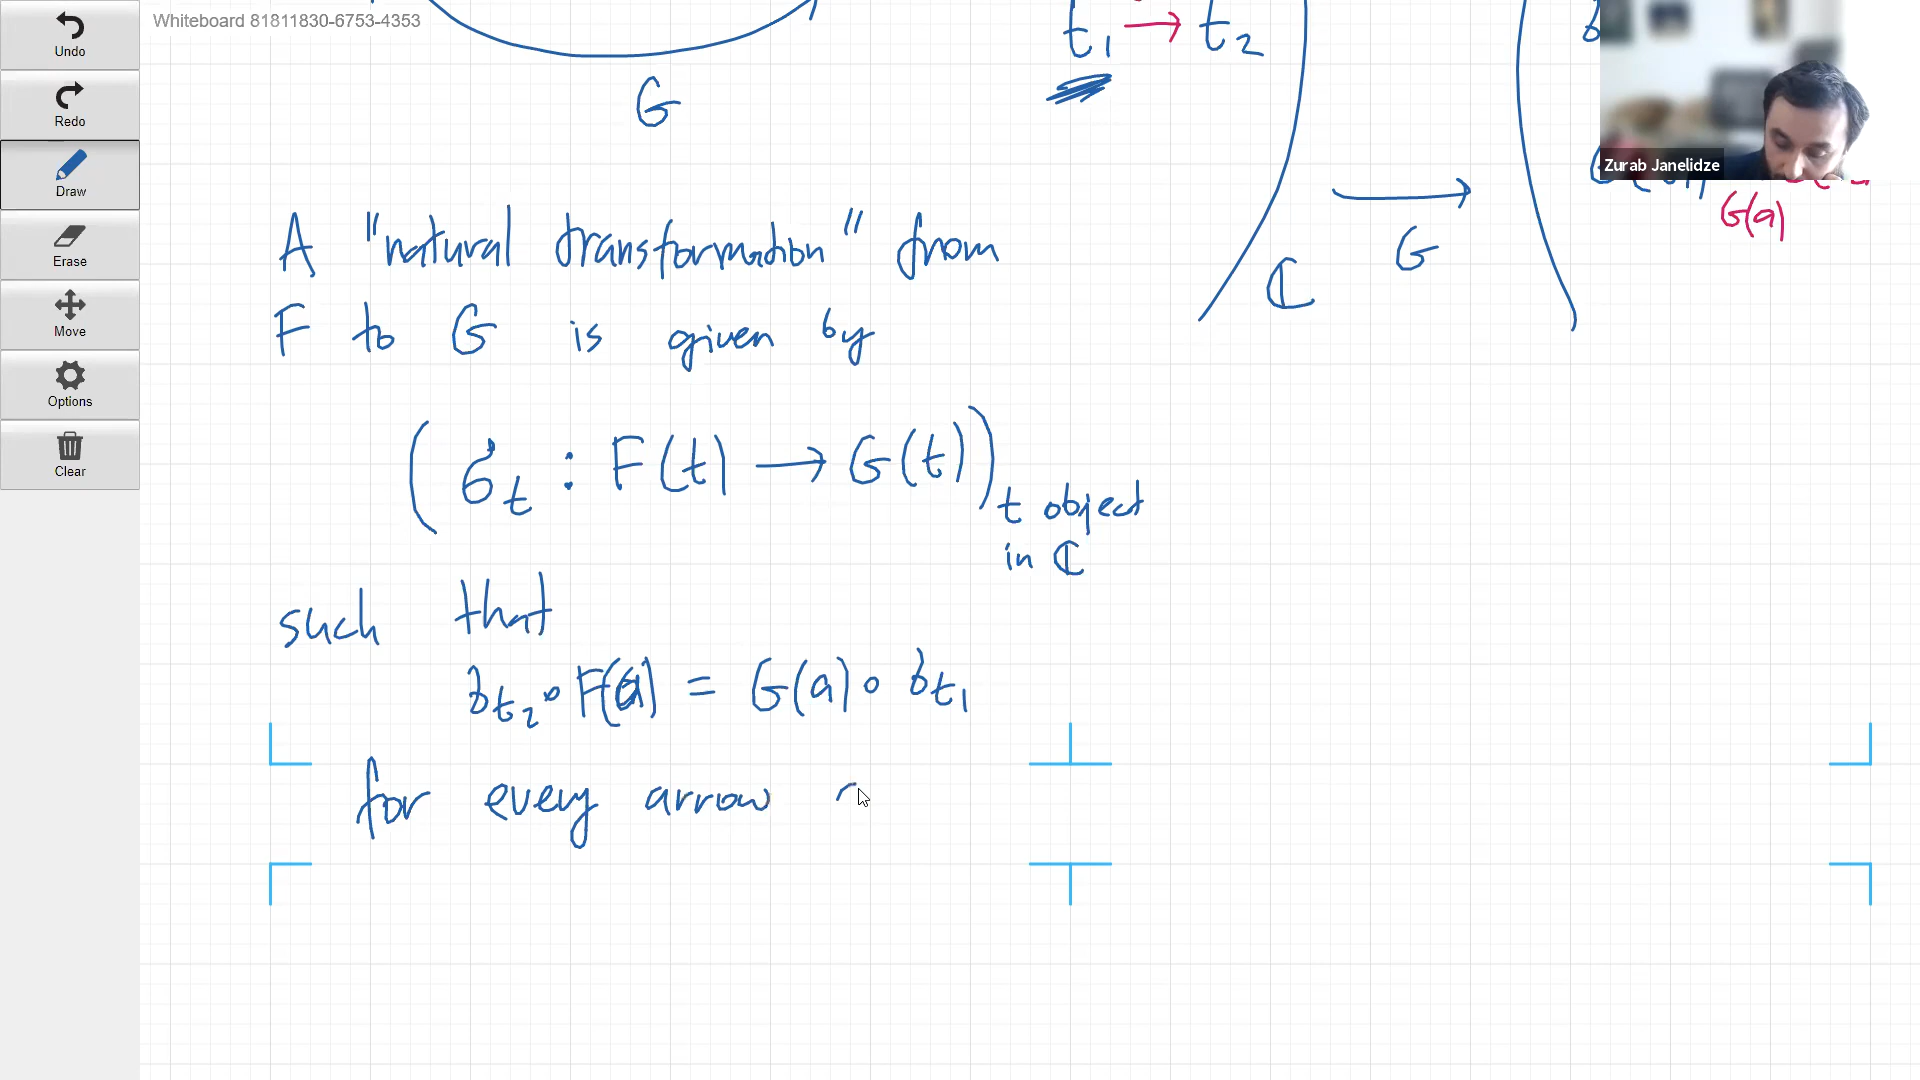 Whiteboard 81811830-6753-4353
Undo
Redo
Draw
Erase
Move
Options
Clear
Zurab Janelidze
G
t₁ → t₂
ℂ
G
G(a)
A "natural transformation" from
F to G is given by
( σ_t : F(t) → G(t) ) t object
in ℂ
such that
σ_t₂ ∘ F(a) = G(a) ∘ σ_t₁
for every arrow